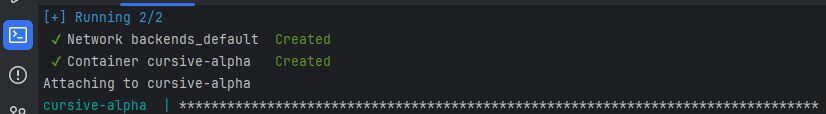 [+] Running 2/2
✓ Network backends_default Created
✓ Container cursive-alpha Created
Attaching to cursive-alpha
cursive-alpha | ********************************************************************************